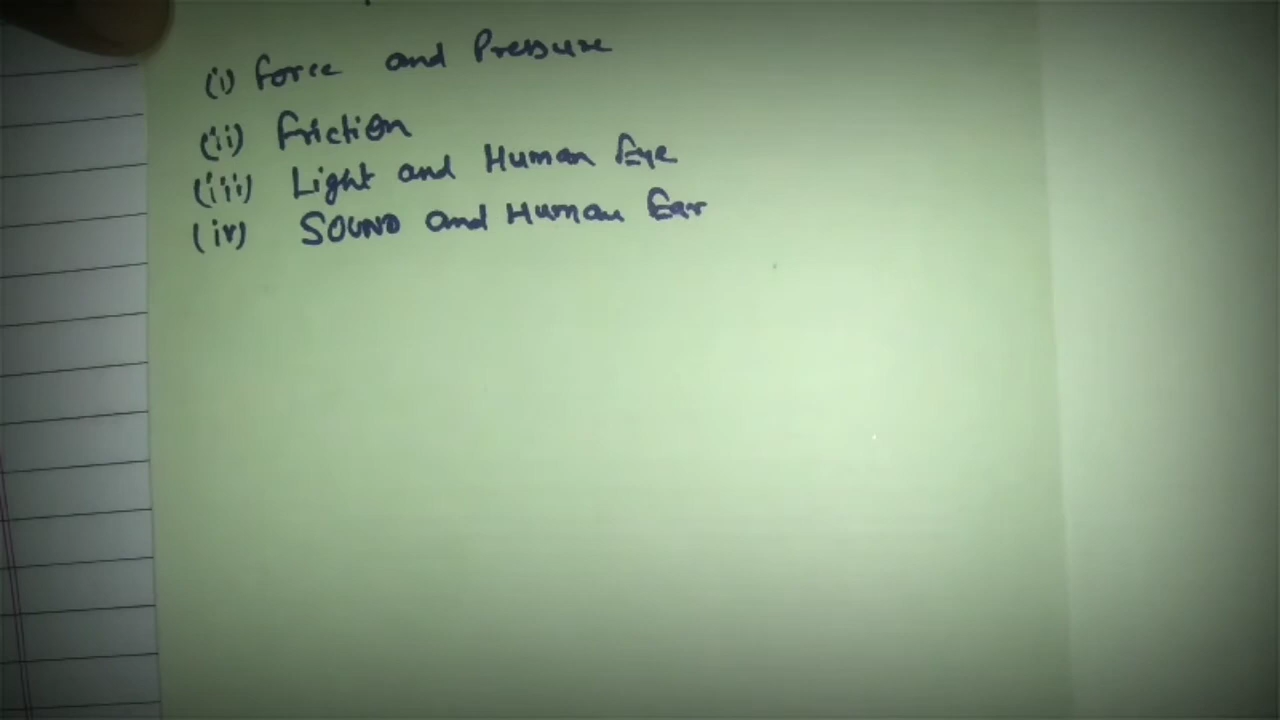 (i) Force and Pressure
(ii) Friction
(iii) Light and Human Eye
(iv) SOUND and Human Ear